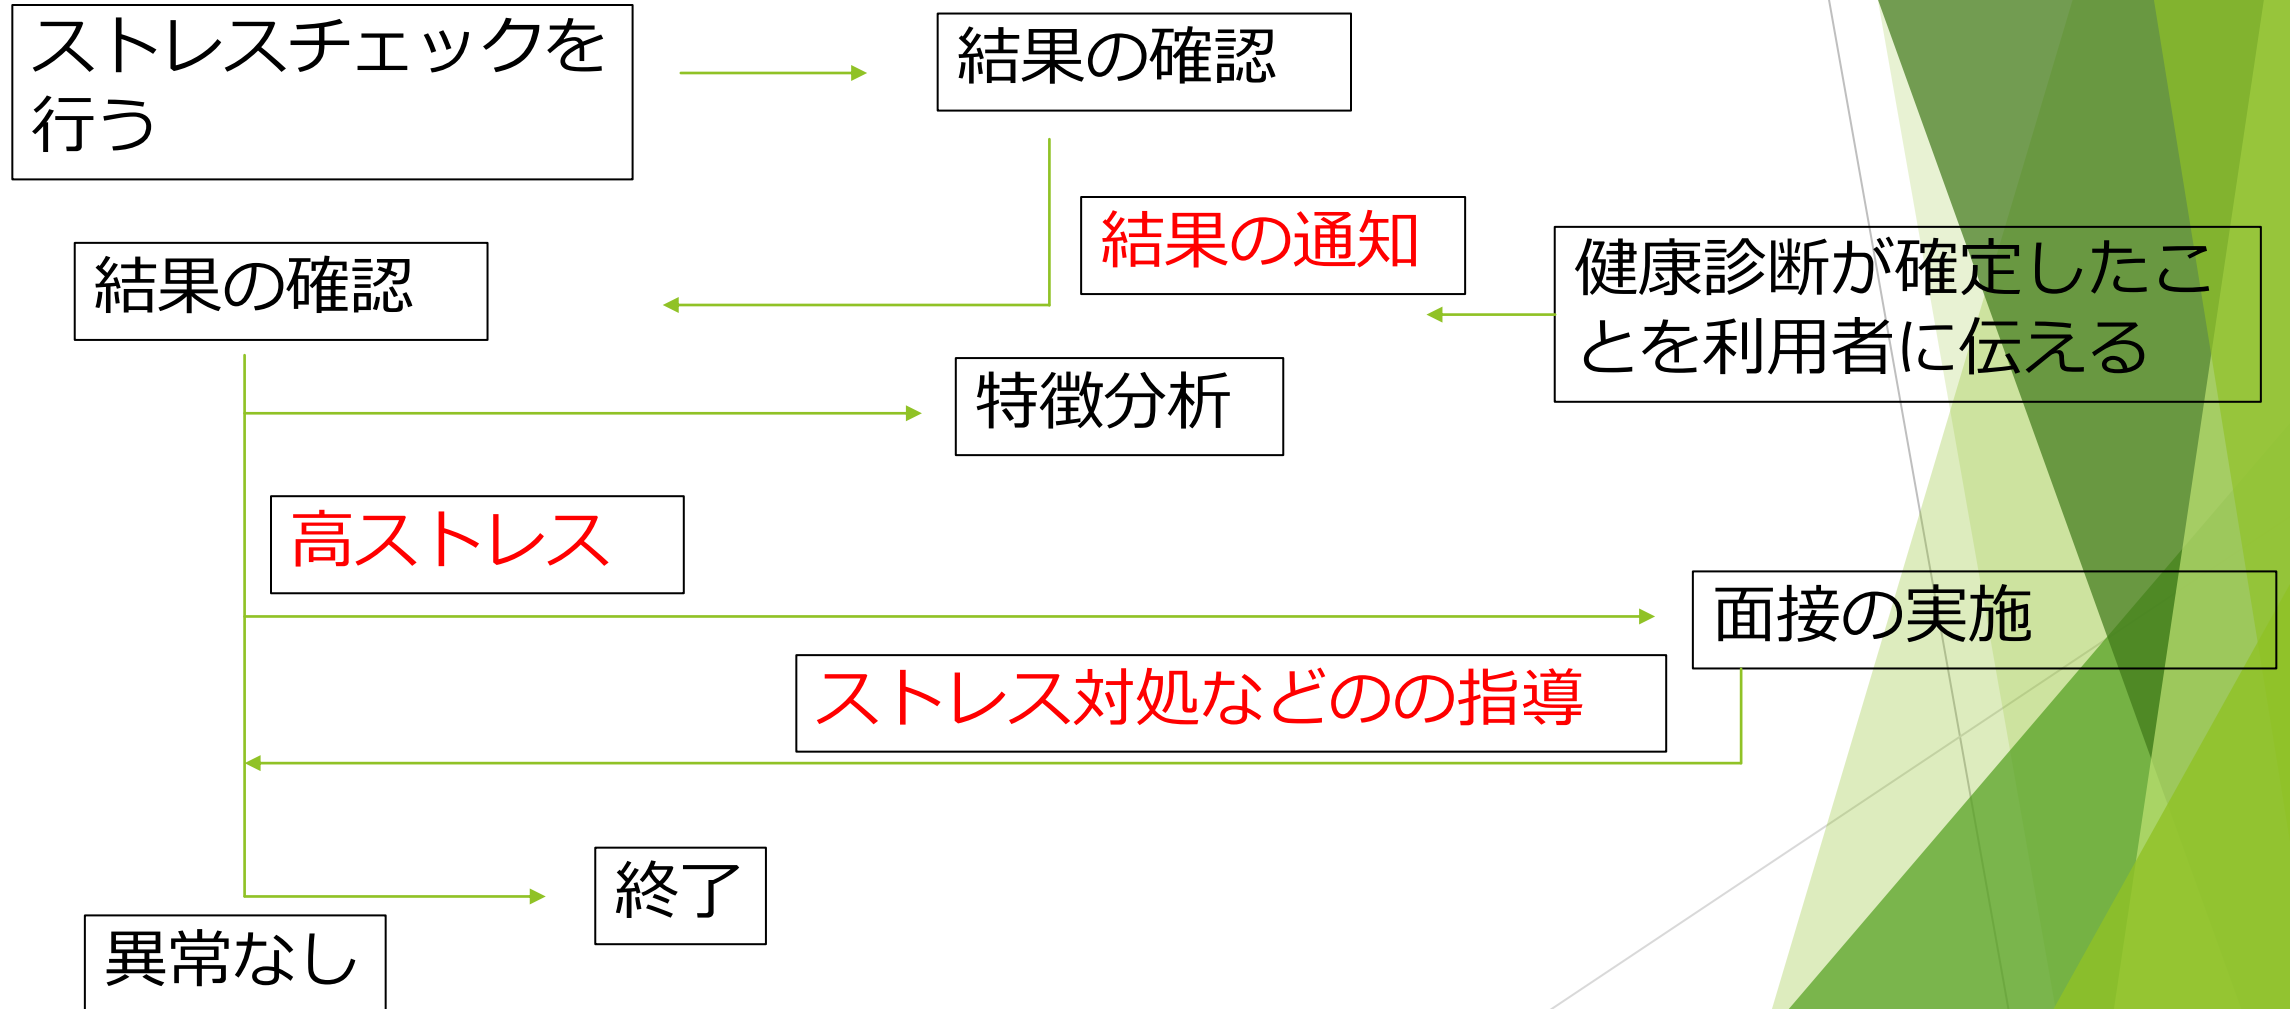 ストレスチェックを
行う
結果の確認
結果の通知
結果の確認
健康診断が確定したこ
とを利用者に伝える
特徴分析
高ストレス
面接の実施
ストレス対処などのの指導
終了
異常なし